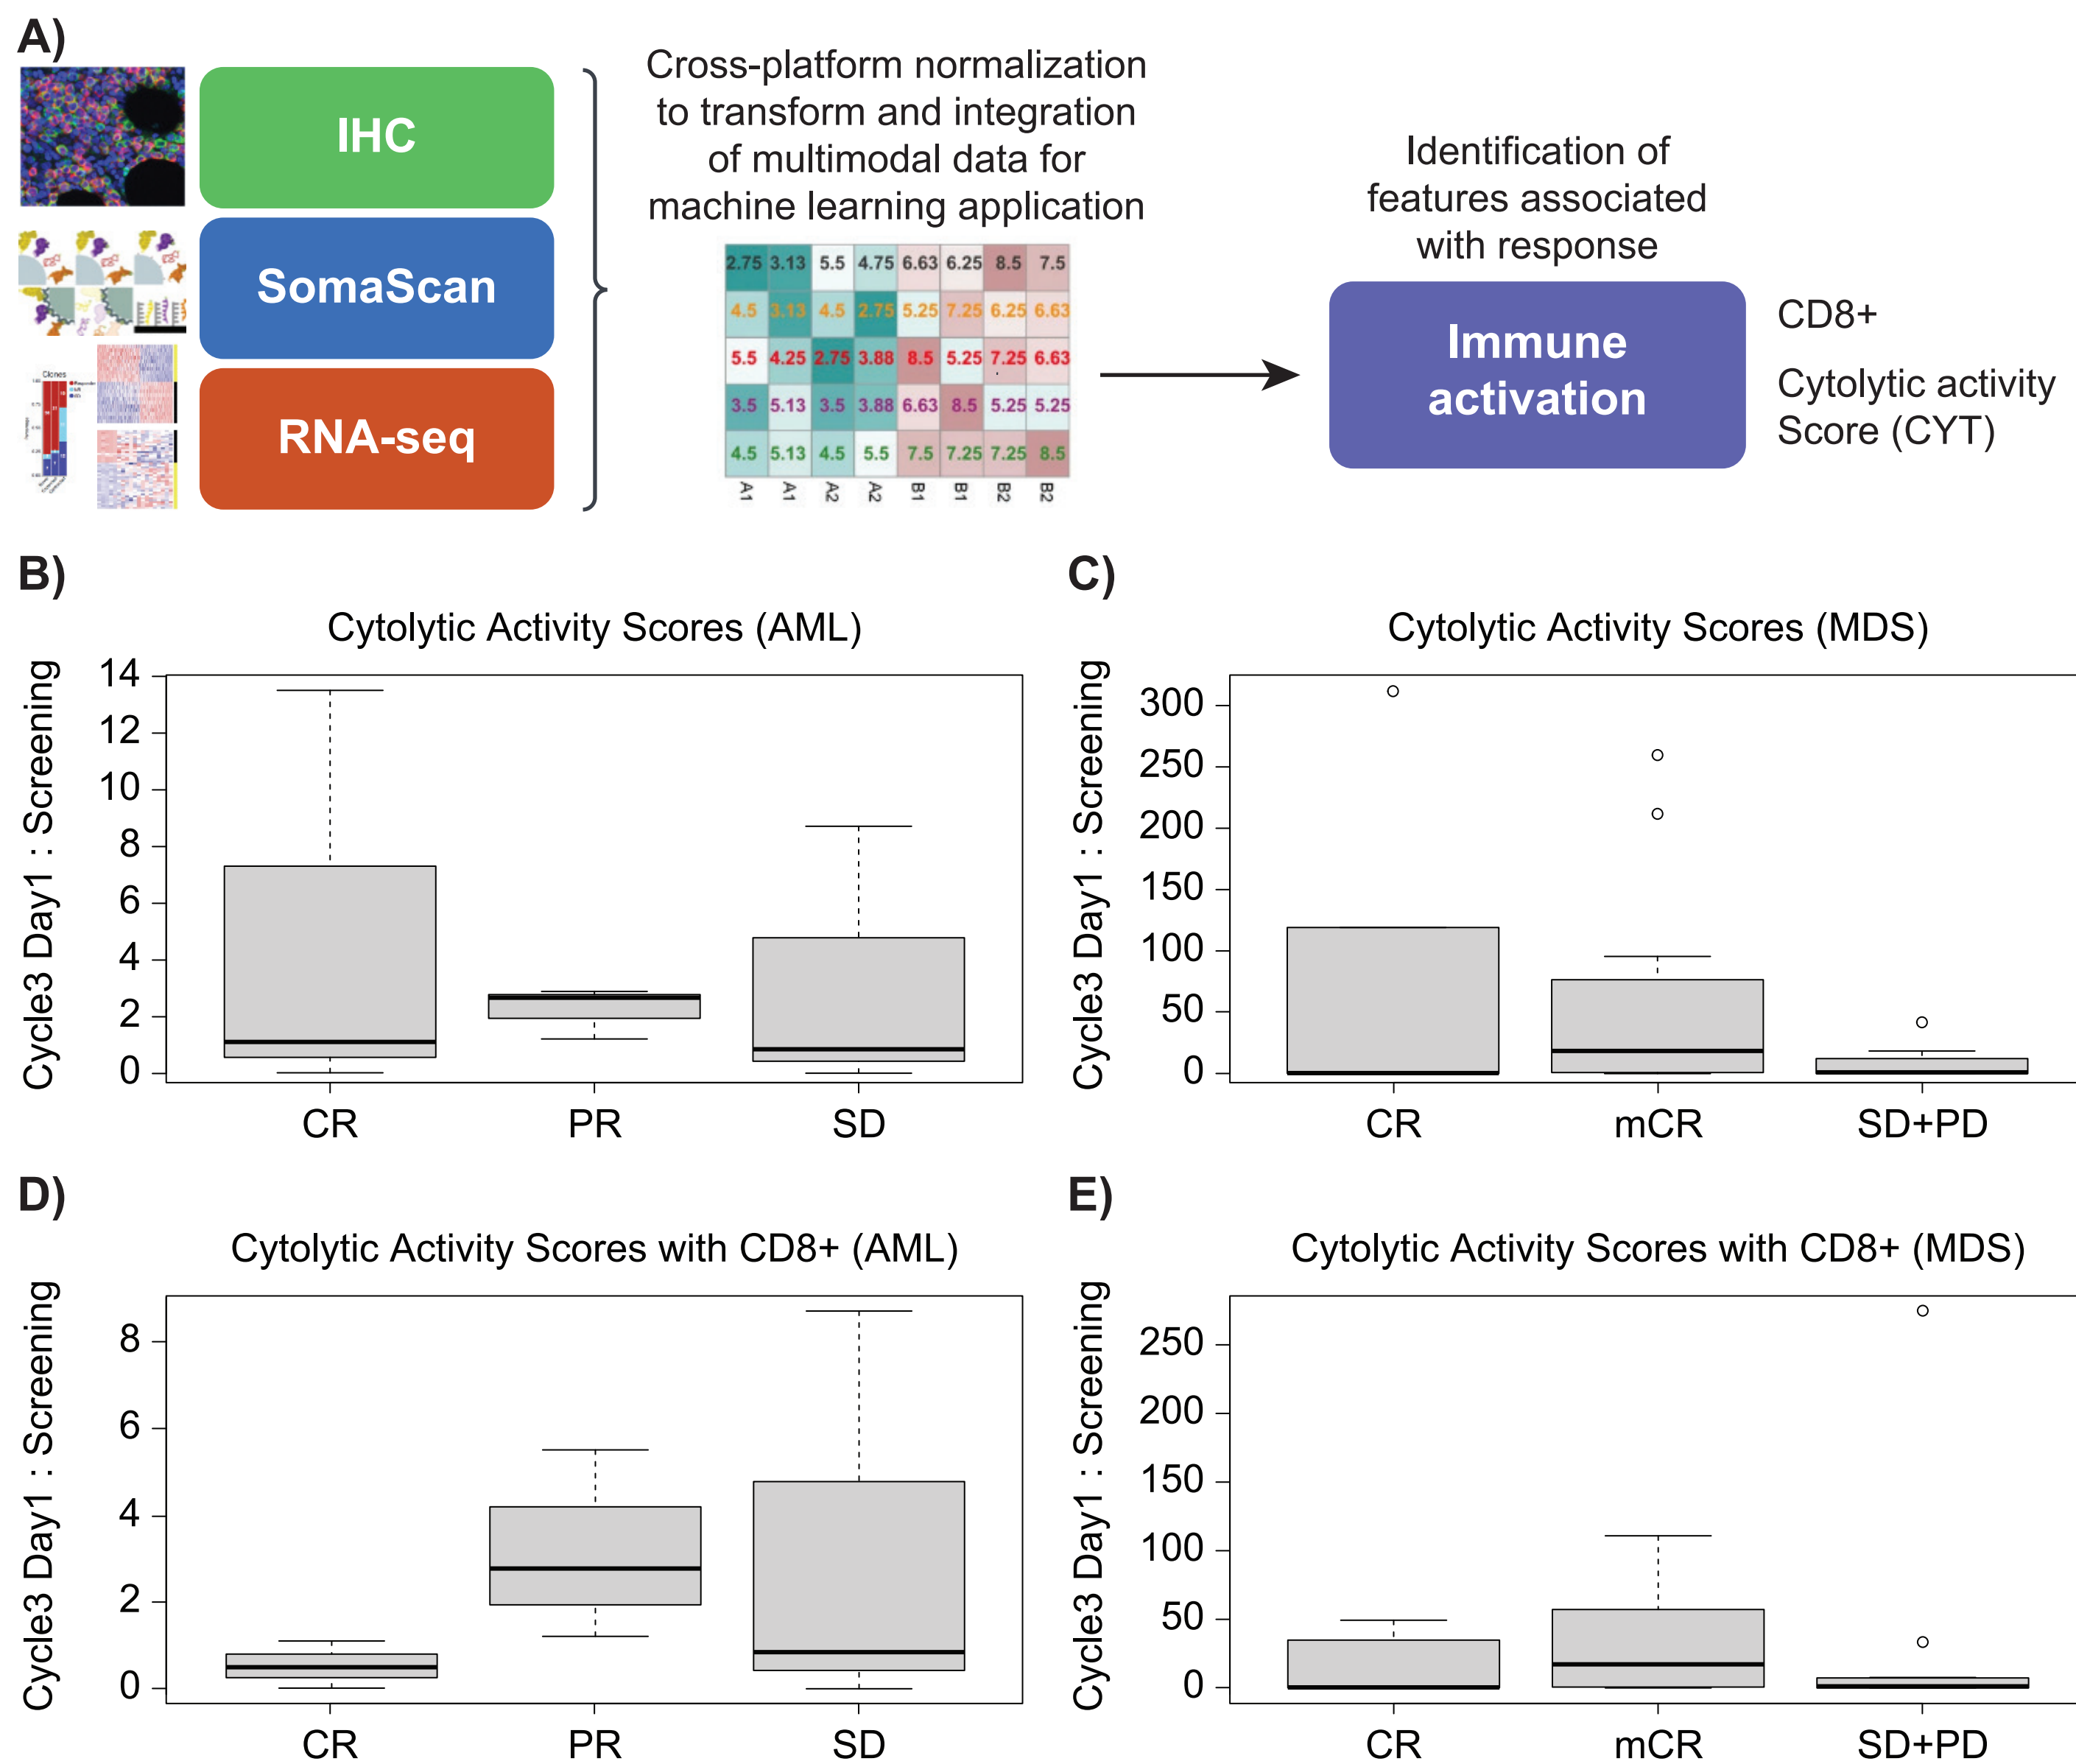 A)
IHC
SomaScan
RNA-seq
Clones
Cross-platform normalization
to transform and integration
of multimodal data for
machine learning application
2.75 3.13 5.5 4.75 6.63 6.25 8.5 7.5
4.5 3.13 4.5 2.75 5.25 7.25 6.25 6.63
5.5 4.25 2.75 3.88 8.5 5.25 7.25 6.63
3.5 5.13 3.5 3.88 6.63 8.5 5.25 5.25
4.5 5.13 4.5 5.5 7.5 7.25 7.25 8.5
A1 A1 A2 A2 B1 B1 B2 B2
Identification of
features associated
with response
Immune
activation
CD8+
Cytolytic activity
Score (CYT)
B)
Cytolytic Activity Scores (AML)
Cycle3 Day1 : Screening
14
12
10
8
6
4
2
0
CR PR SD
C)
Cytolytic Activity Scores (MDS)
Cycle3 Day1 : Screening
300
250
200
150
100
50
0
CR mCR SD+PD
D)
Cytolytic Activity Scores with CD8+ (AML)
Cycle3 Day1 : Screening
8
6
4
2
0
CR PR SD
E)
Cytolytic Activity Scores with CD8+ (MDS)
Cycle3 Day1 : Screening
250
200
150
100
50
0
CR mCR SD+PD